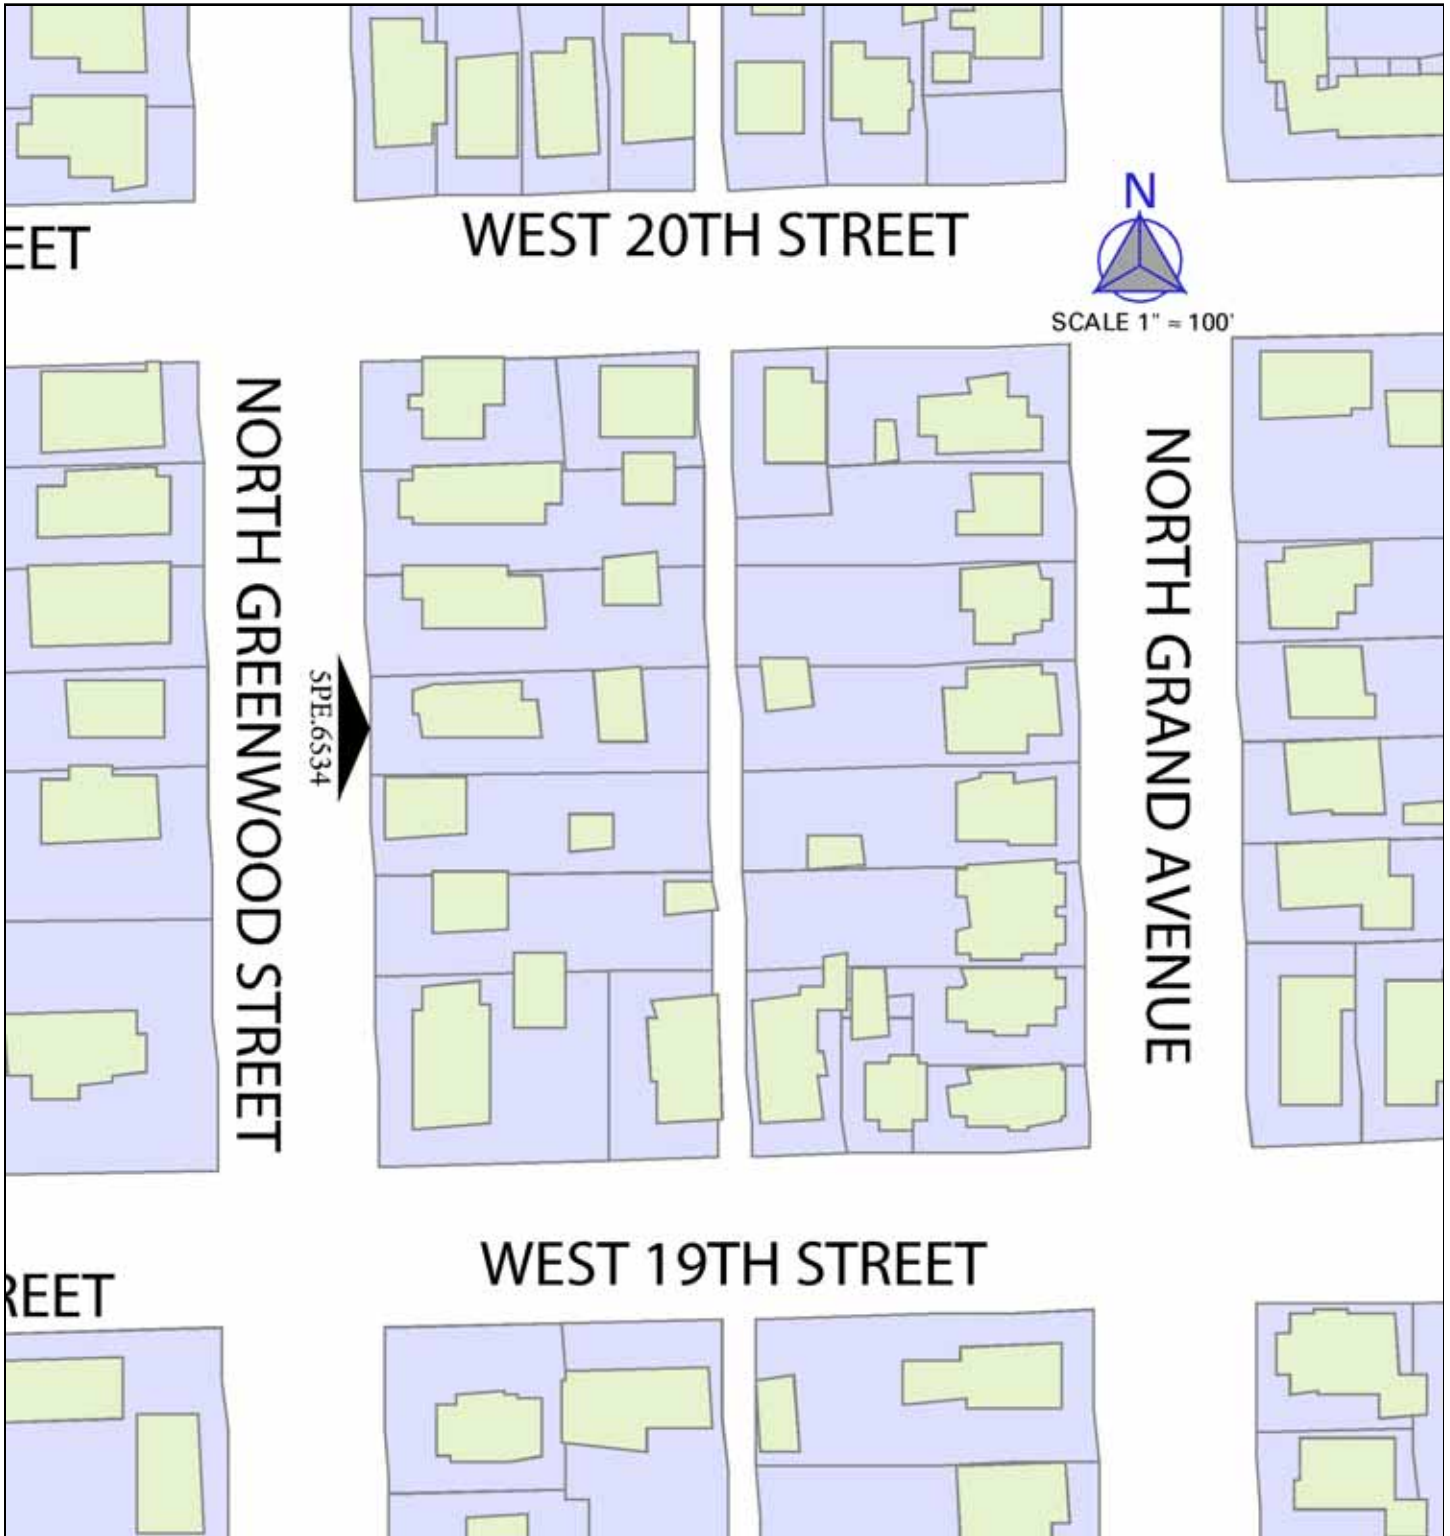 WEST 20TH STREET
EET
N
SCALE 1" = 100'
NORTH GREENWOOD STREET
SPE.6534
NORTH GRAND AVENUE
WEST 19TH STREET
REET